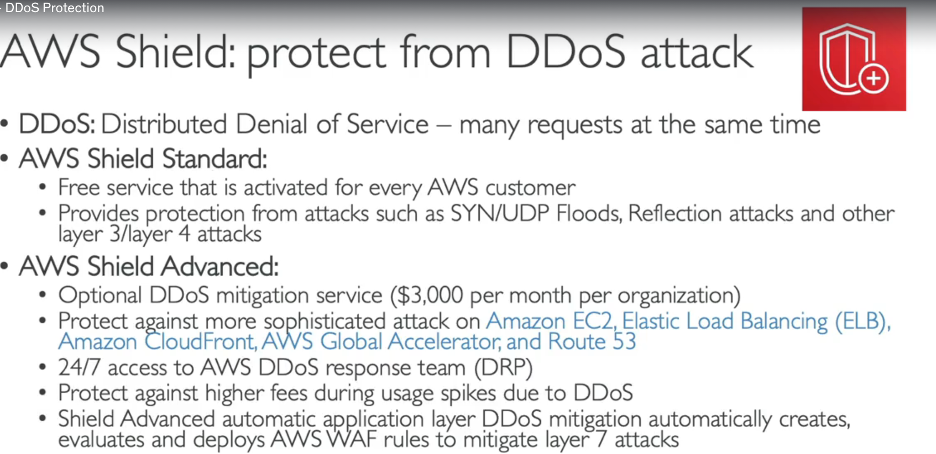 DDoS Protection
AWS Shield: protect from DDoS attack
• DDoS: Distributed Denial of Service – many requests at the same time
• AWS Shield Standard:
• Free service that is activated for every AWS customer
• Provides protection from attacks such as SYN/UDP Floods, Reflection attacks and other
layer 3/layer 4 attacks
• AWS Shield Advanced:
• Optional DDoS mitigation service ($3,000 per month per organization)
• Protect against more sophisticated attack on Amazon EC2, Elastic Load Balancing (ELB),
Amazon CloudFront, AWS Global Accelerator, and Route 53
• 24/7 access to AWS DDoS response team (DRP)
• Protect against higher fees during usage spikes due to DDoS
• Shield Advanced automatic application layer DDoS mitigation automatically creates,
evaluates and deploys AWS WAF rules to mitigate layer 7 attacks